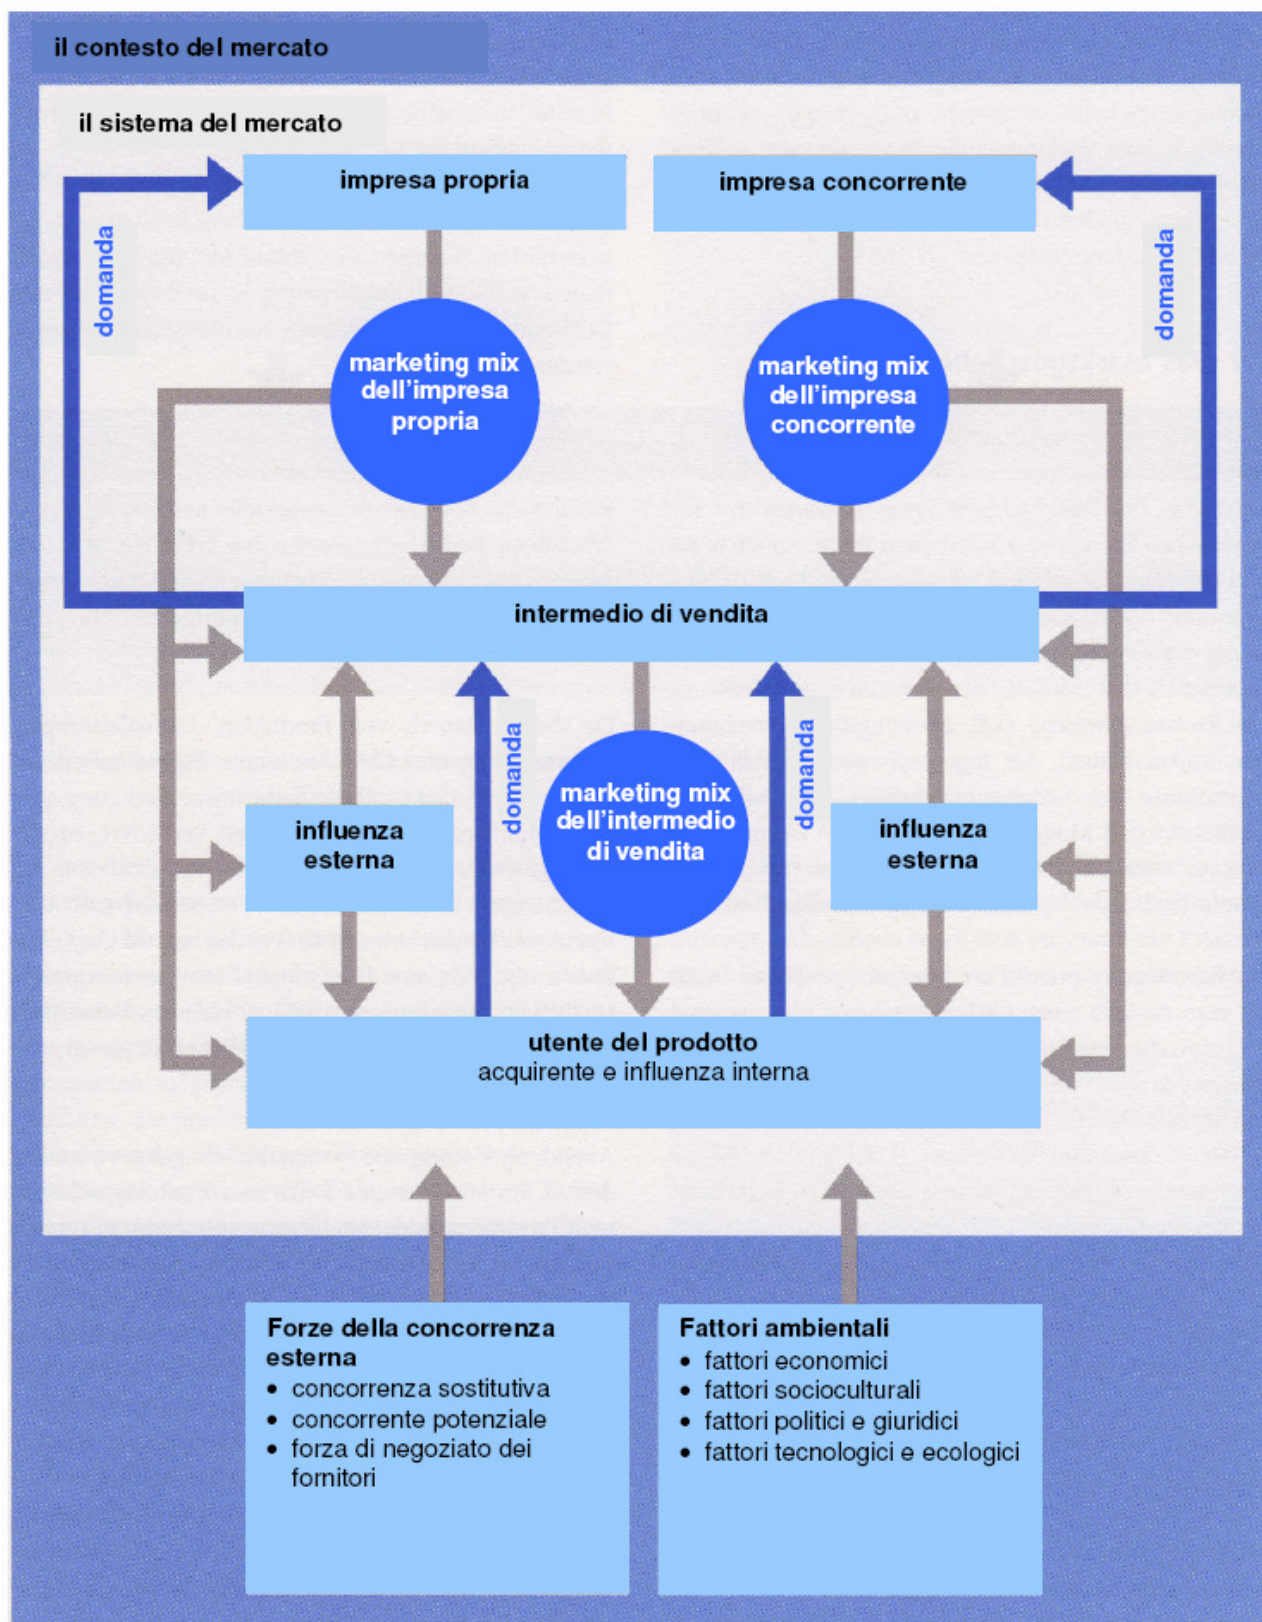 il contesto del mercato
il sistema del mercato
impresa propria
impresa concorrente
domanda
domanda
marketing mix
dell'impresa
propria
marketing mix
dell'impresa
concorrente
intermedio di vendita
domanda
domanda
influenza
esterna
marketing mix
dell'intermedio
di vendita
influenza
esterna
utente del prodotto
acquirente e influenza interna
Forze della concorrenza
esterna
• concorrenza sostitutiva
• concorrente potenziale
• forza di negoziato dei
fornitori
Fattori ambientali
• fattori economici
• fattori socioculturali
• fattori politici e giuridici
• fattori tecnologici e ecologici